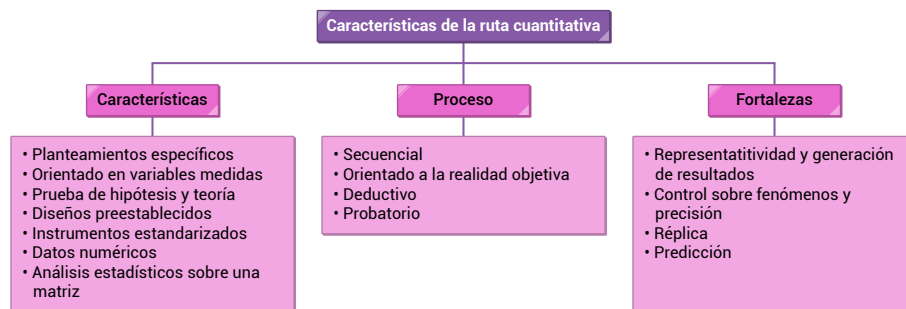 Características de la ruta cuantitativa
Características
• Planteamientos específicos
• Orientado en variables medidas
• Prueba de hipótesis y teoría
• Diseños preestablecidos
• Instrumentos estandarizados
• Datos numéricos
• Análisis estadísticos sobre una
matriz
Proceso
• Secuencial
• Orientado a la realidad objetiva
• Deductivo
• Probatorio
Fortalezas
• Representatitividad y generación
de resultados
• Control sobre fenómenos y
precisión
• Réplica
• Predicción